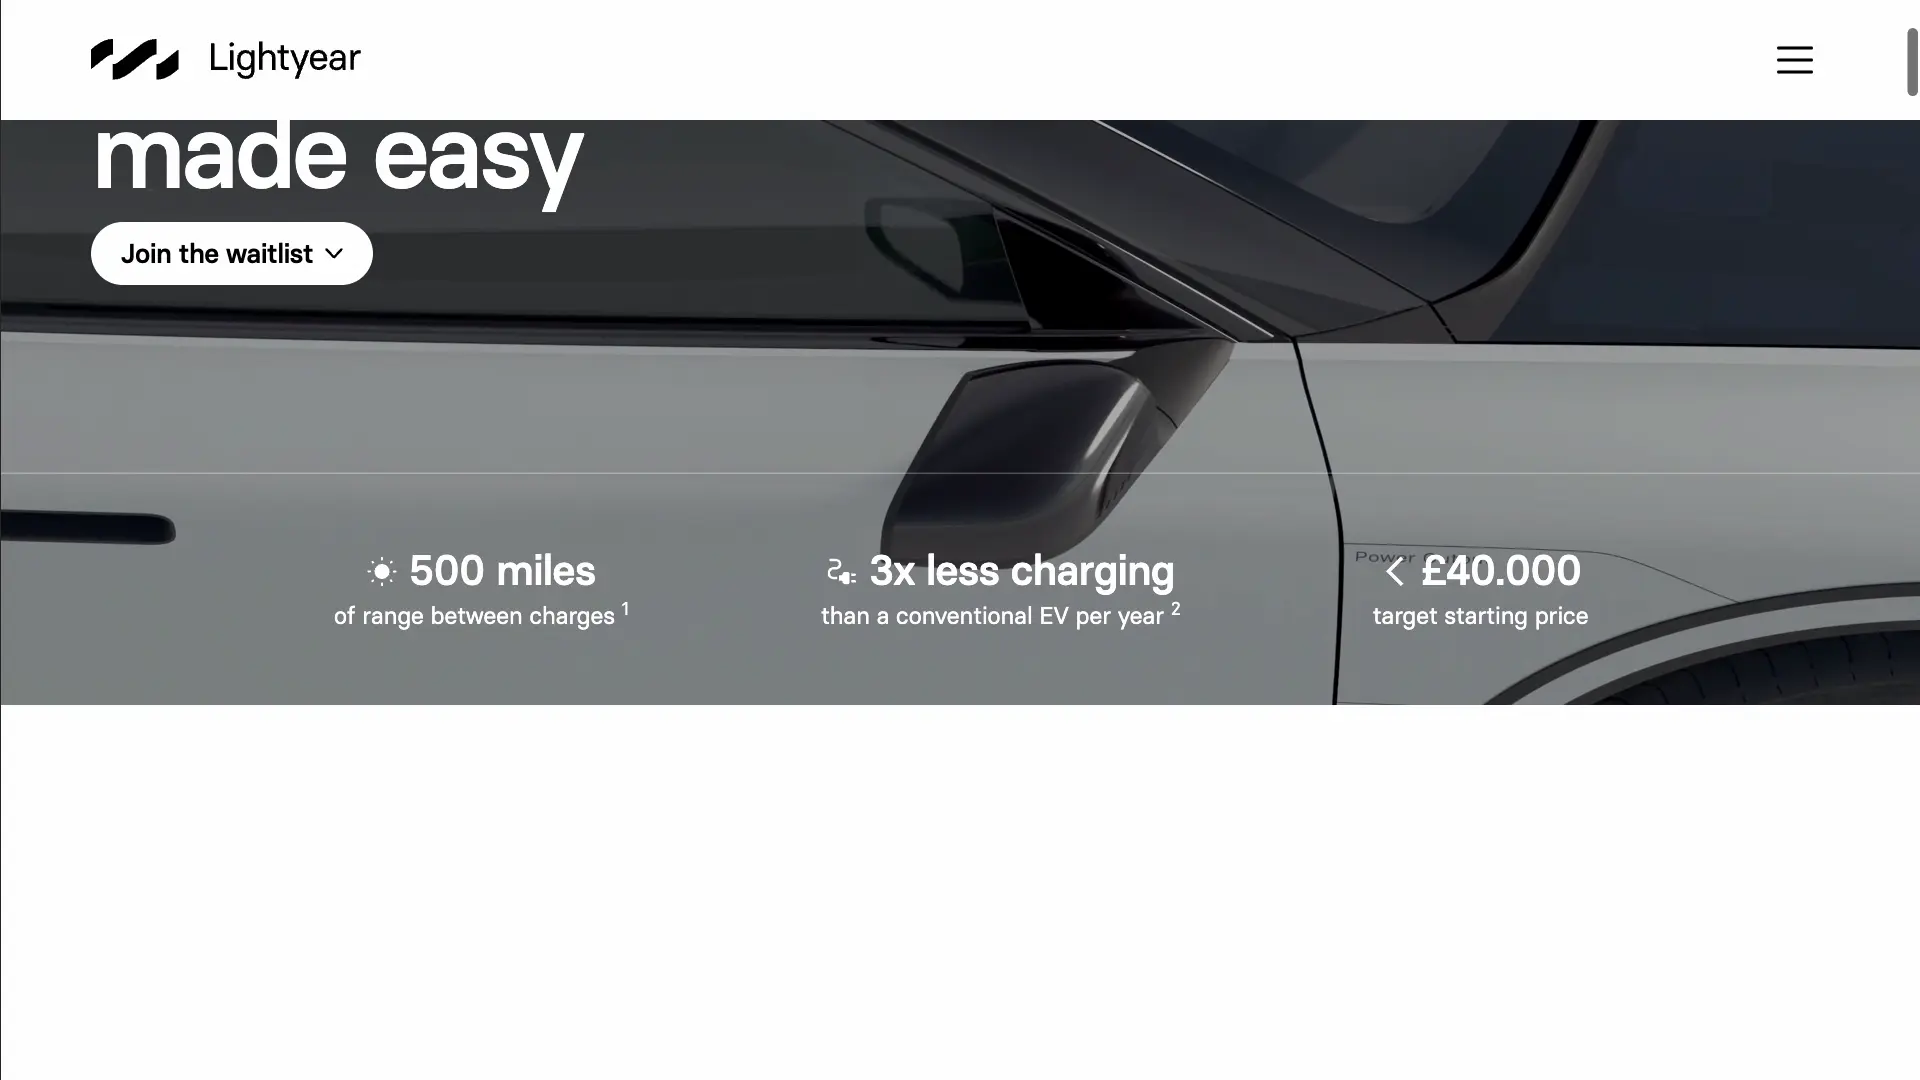 Lightyear
made easy
Join the waitlist
500 miles
of range between charges 1
3x less charging
than a conventional EV per year 2
Power
< £40.000
target starting price